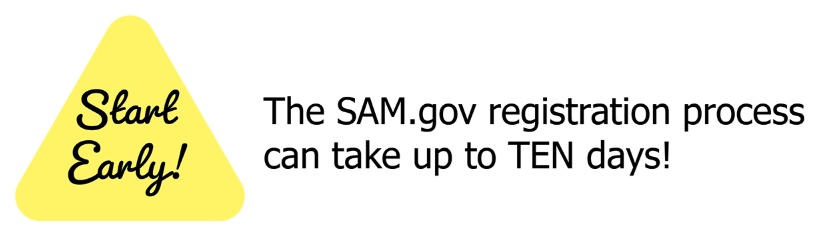 Start
Early!
The SAM.gov registration process
can take up to TEN days!